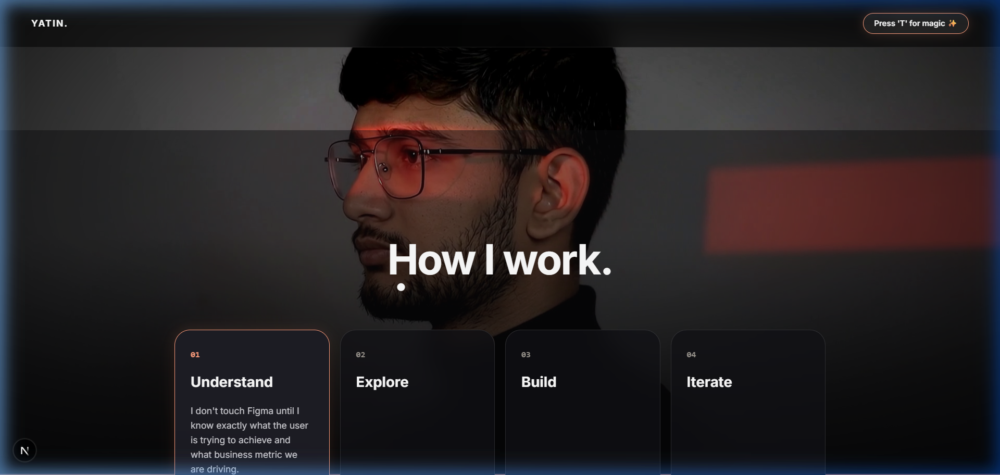 YATIN.
Press 'T' for magic ✨
How I work.
01
Understand
I don't touch Figma until I
know exactly what the user
is trying to achieve and
what business metric we
are driving.
02
Explore
03
Build
04
Iterate
N